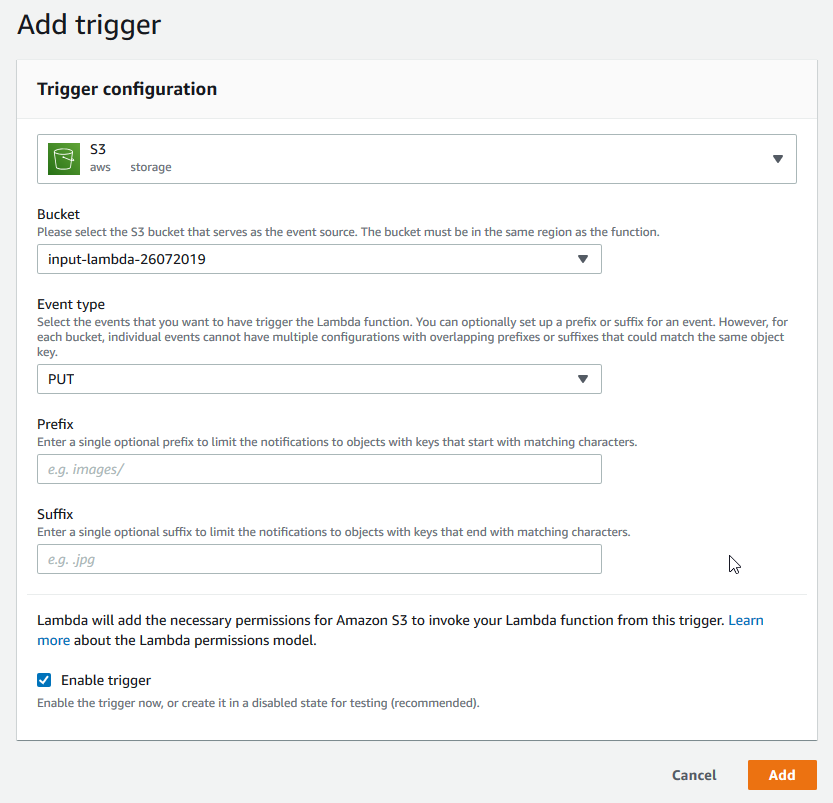 Add trigger
Trigger configuration
S3
aws storage
Bucket
Please select the S3 bucket that serves as the event source. The bucket must be in the same region as the function.
input-lambda-26072019
Event type
Select the events that you want to have trigger the Lambda function. You can optionally set up a prefix or suffix for an event. However, for
each bucket, individual events cannot have multiple configurations with overlapping prefixes or suffixes that could match the same object
key.
PUT
Prefix
Enter a single optional prefix to limit the notifications to objects with keys that start with matching characters.
e.g. images/
Suffix
Enter a single optional suffix to limit the notifications to objects with keys that end with matching characters.
e.g. .jpg
Lambda will add the necessary permissions for Amazon S3 to invoke your Lambda function from this trigger. Learn
more about the Lambda permissions model.
Enable trigger
Enable the trigger now, or create it in a disabled state for testing (recommended).
Cancel Add